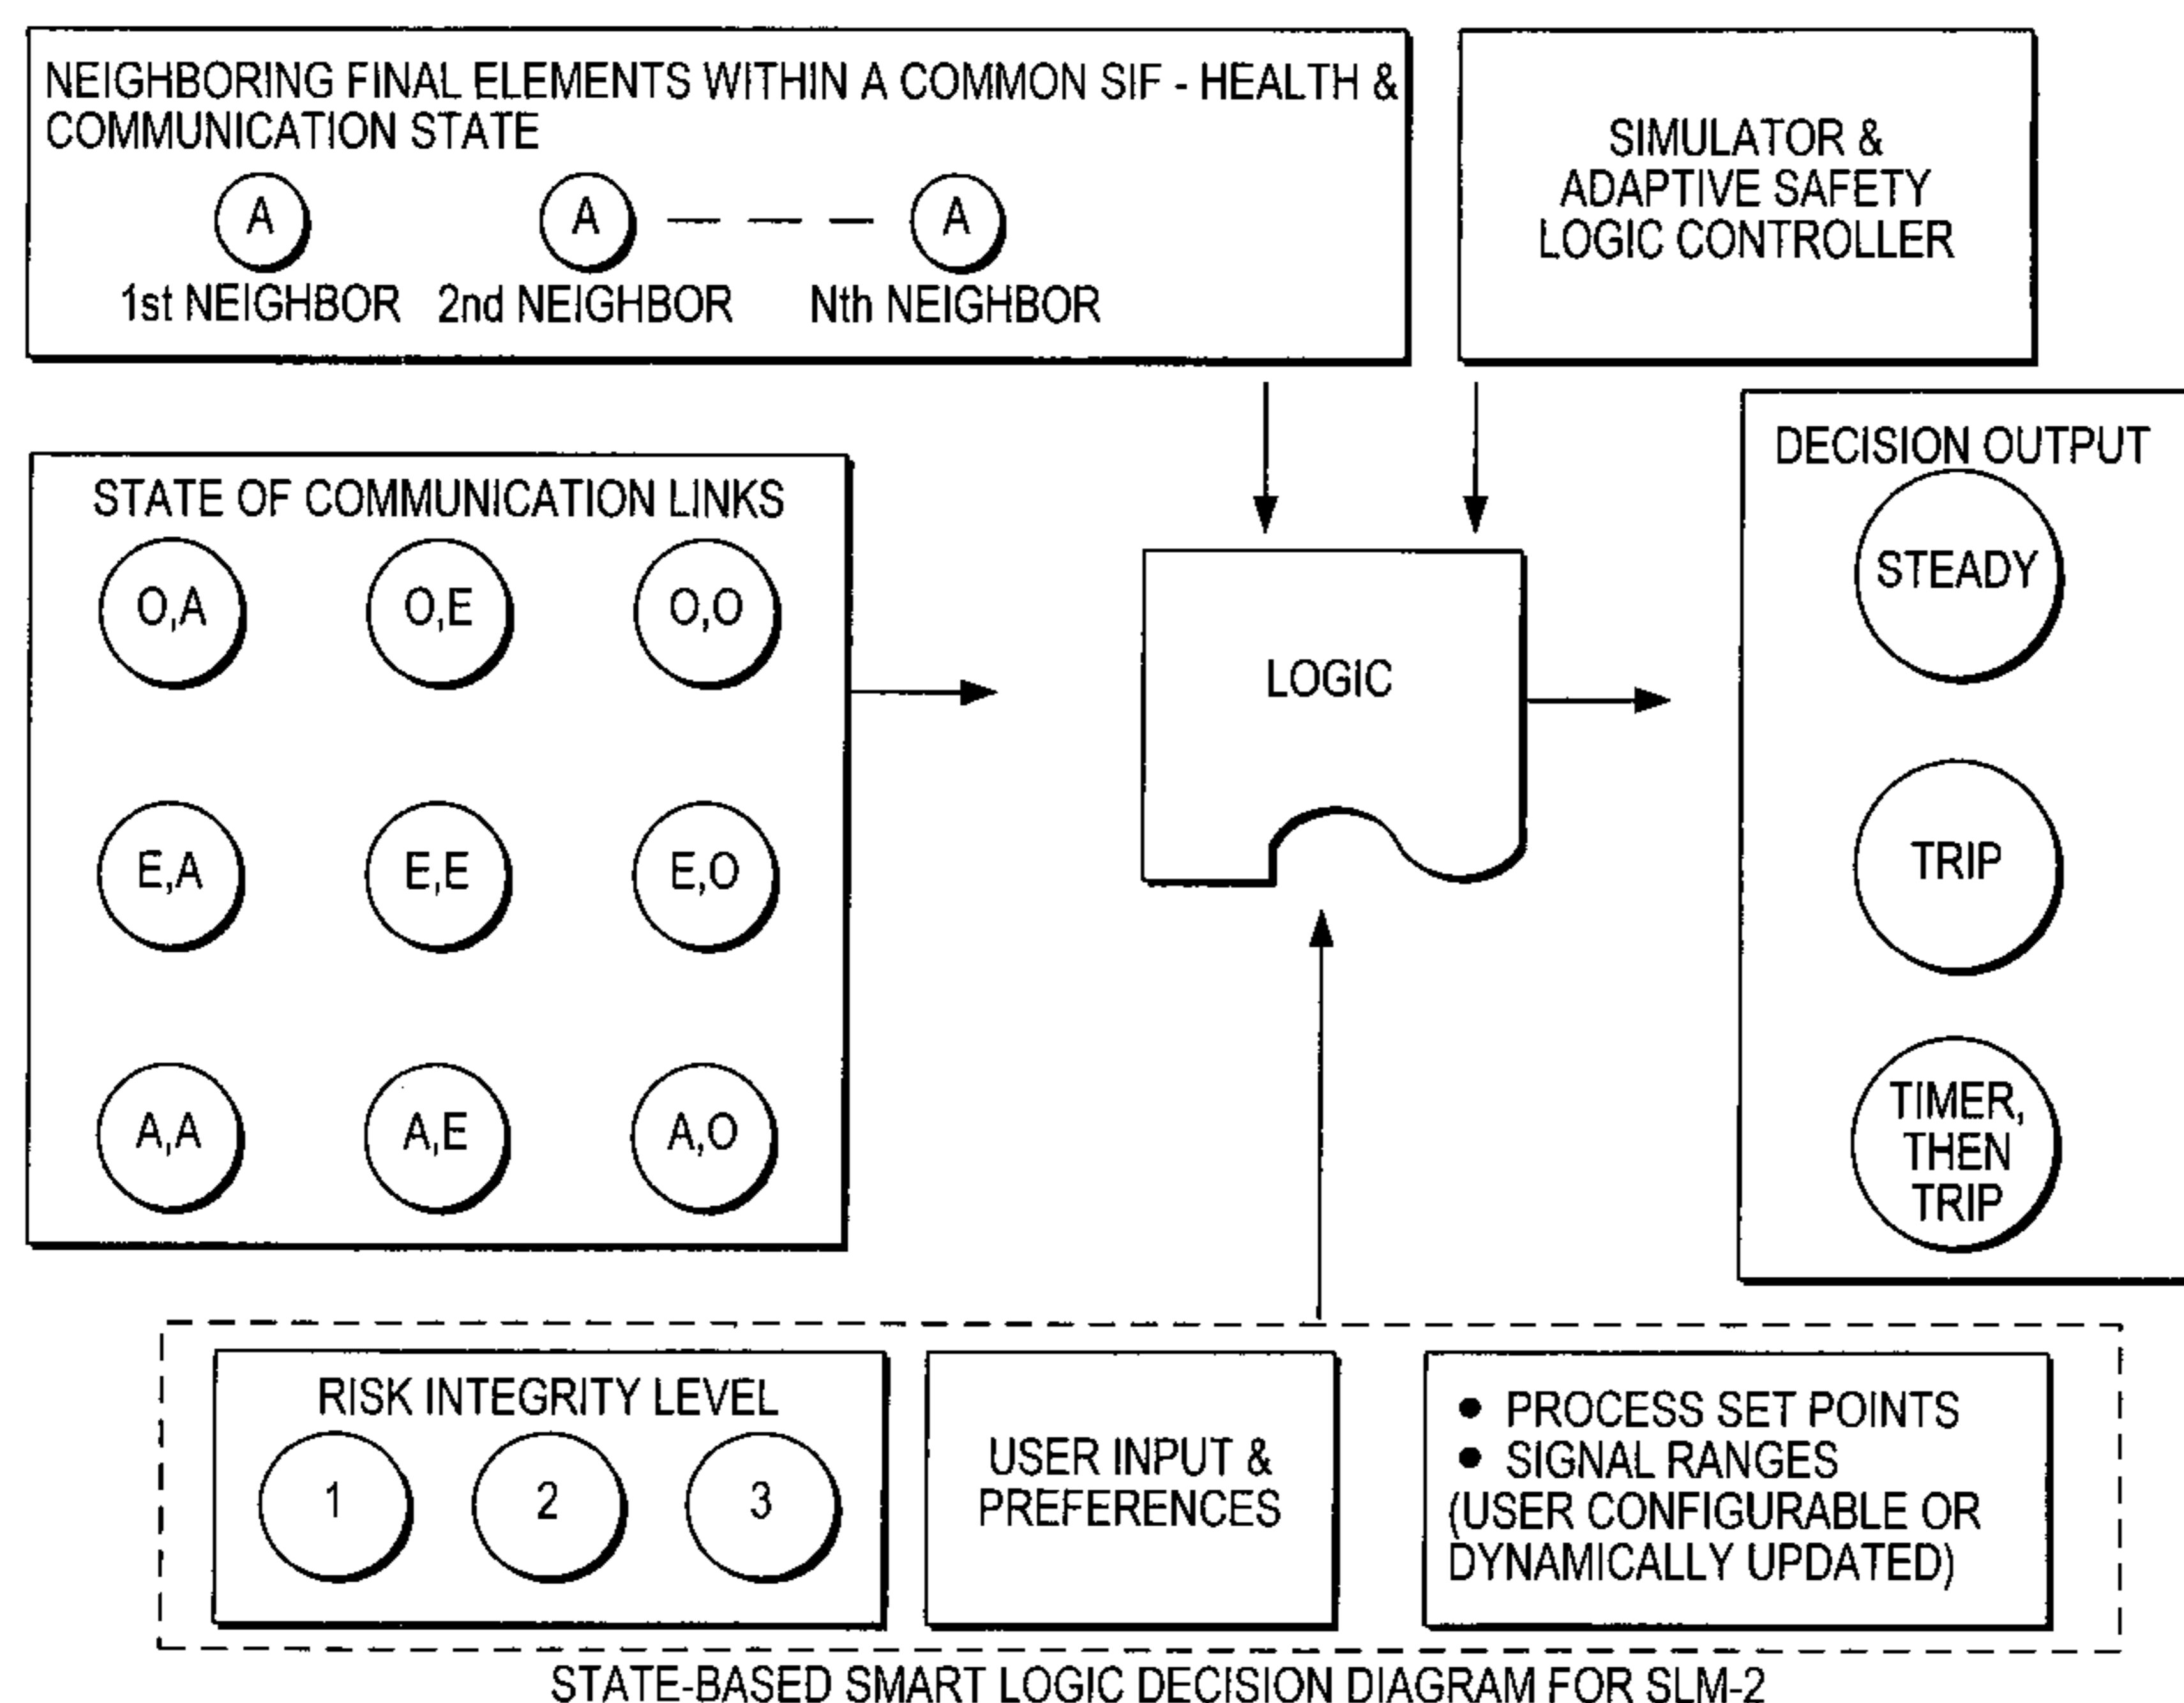 NEIGHBORING FINAL ELEMENTS WITHIN A COMMON SIF - HEALTH &
COMMUNICATION STATE
A
A
A
1st NEIGHBOR
2nd NEIGHBOR
Nth NEIGHBOR
SIMULATOR &
ADAPTIVE SAFETY
LOGIC CONTROLLER
STATE OF COMMUNICATION LINKS
O,A
O,E
O,O
E,A
E,E
E,O
A,A
A,E
A,O
LOGIC
DECISION OUTPUT
STEADY
TRIP
TIMER,
THEN
TRIP
RISK INTEGRITY LEVEL
1
2
3
USER INPUT &
PREFERENCES
• PROCESS SET POINTS
• SIGNAL RANGES
(USER CONFIGURABLE OR
DYNAMICALLY UPDATED)
STATE-BASED SMART LOGIC DECISION DIAGRAM FOR SLM-2